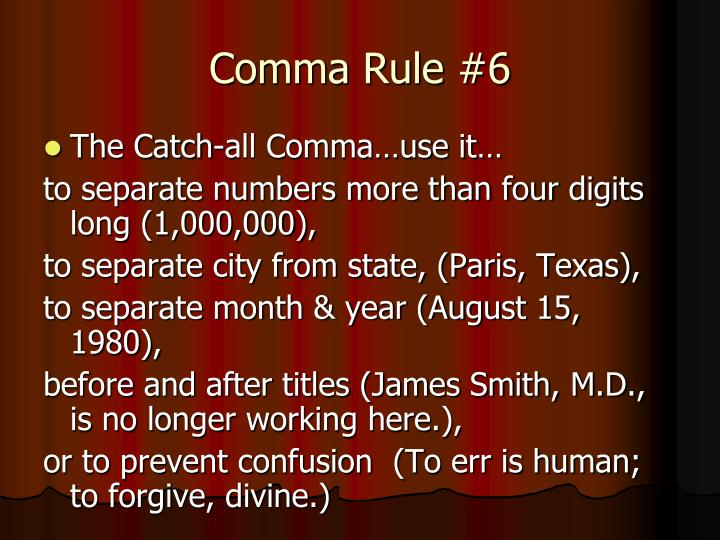 Comma Rule #6
The Catch-all Comma…use it…
to separate numbers more than four digits
long (1,000,000),
to separate city from state, (Paris, Texas),
to separate month & year (August 15,
1980),
before and after titles (James Smith, M.D.,
is no longer working here.),
or to prevent confusion  (To err is human;
to forgive, divine.)